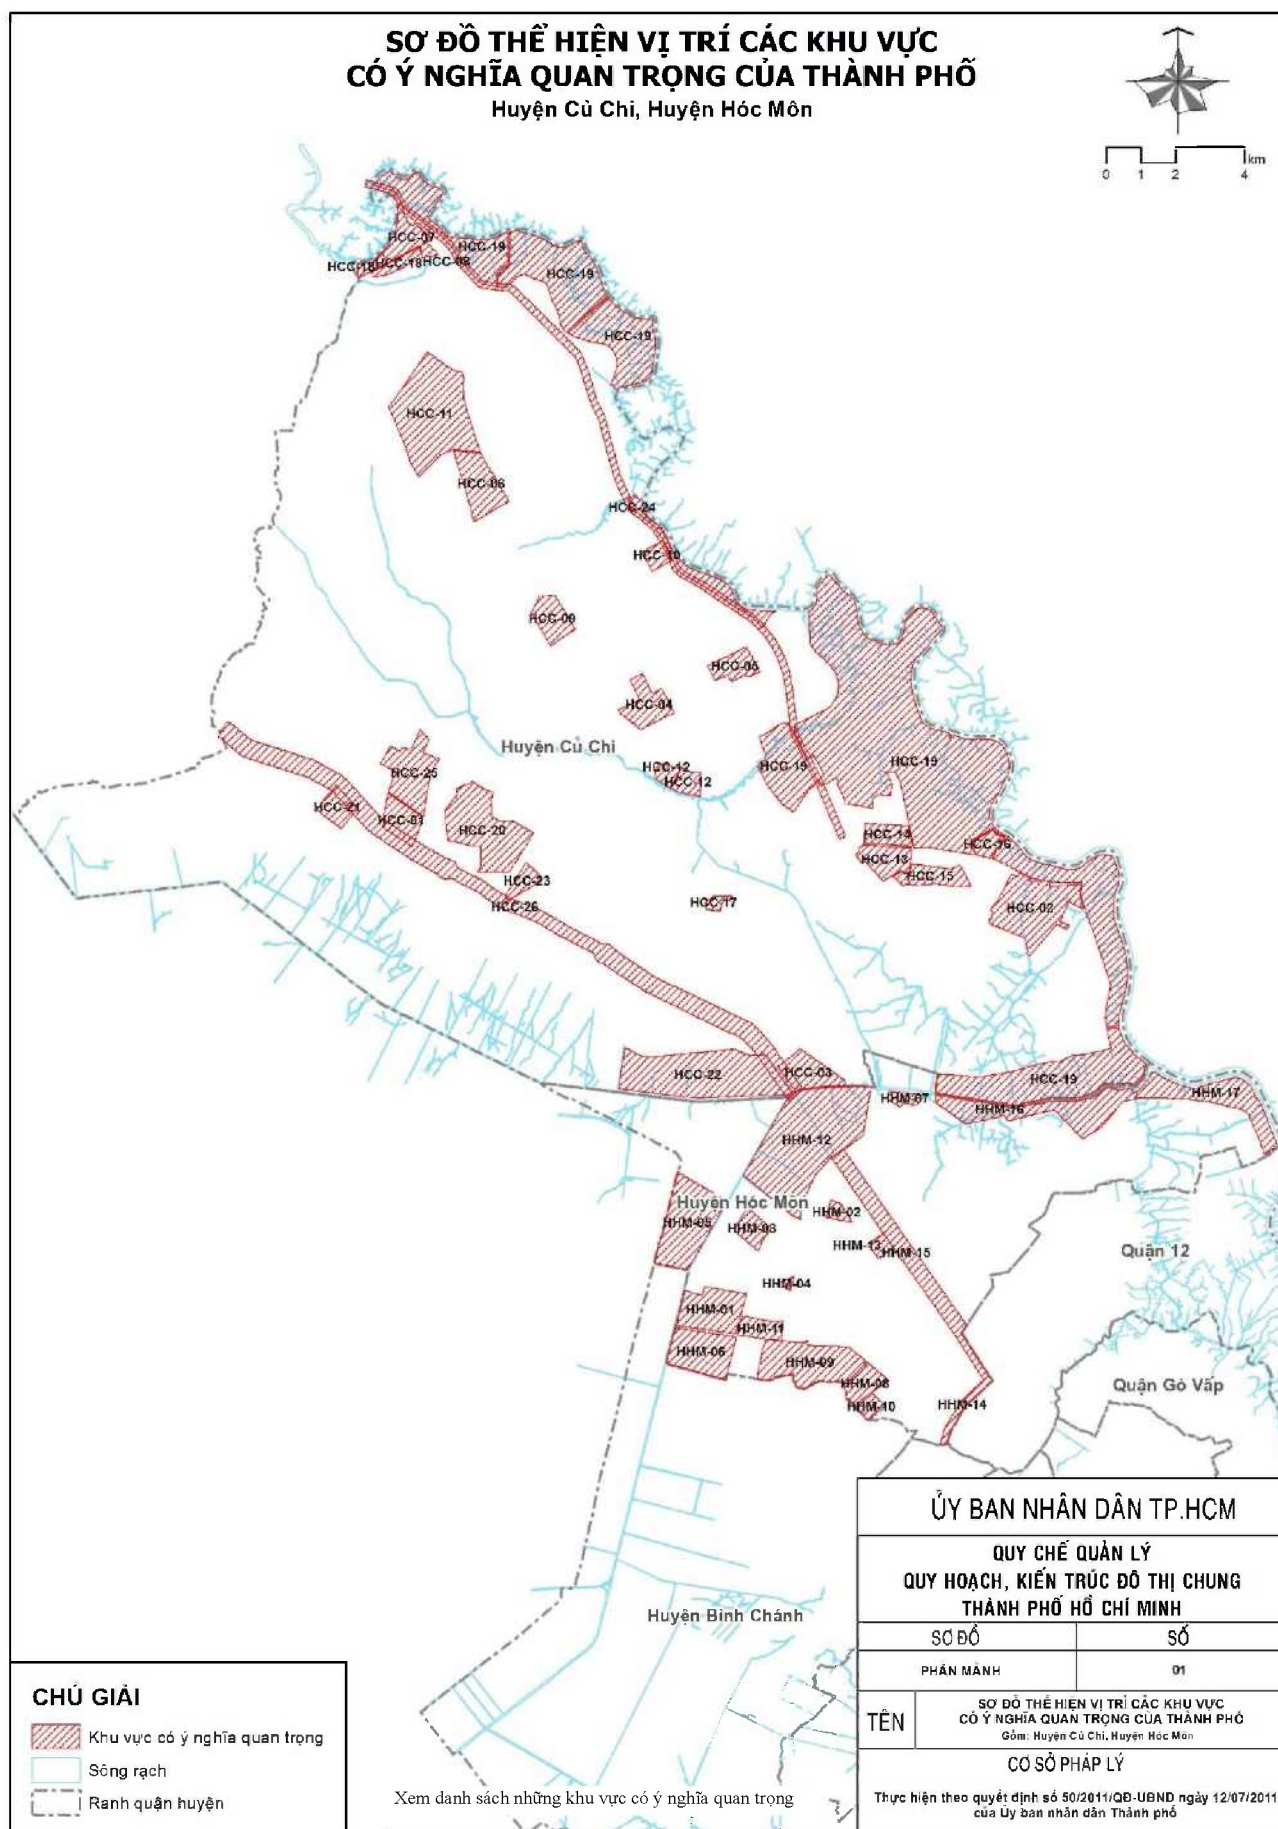 SƠ ĐỒ THỂ HIỆN VỊ TRÍ CÁC KHU VỰC
CÓ Ý NGHĨA QUAN TRỌNG CỦA THÀNH PHỐ
Huyện Củ Chi, Huyện Hóc Môn
km
0 1 2 4
HCC-07
HCC-19
HCC-18
HCC-18
HCC-08
HCC-19
HCC-19
HCC-11
HCC-06
HCC-24
HCC-10
HCC-09
HCC-05
HCC-04
Huyện Củ Chi
HCC-12
HCC-12
HCC-19
HCC-19
HCC-25
HCC-21
HCC-01
HCC-20
HCC-14
HCC-16
HCC-13
HCC-15
HCC-23
HCC-26
HCC-17
HCC-02
HCC-22
HCC-03
HCC-19
HHM-07
HHM-16
HHM-17
HHM-12
Huyện Hóc Môn
HHM-05
HHM-03
HHM-02
HHM-13
HHM-15
Quận 12
HHM-04
HHM-01
HHM-11
HHM-06
HHM-09
HHM-08
HHM-10
HHM-14
Quận Gò Vấp
Huyện Bình Chánh
ỦY BAN NHÂN DÂN TP.HCM
QUY CHẾ QUẢN LÝ
QUY HOẠCH, KIẾN TRÚC ĐÔ THỊ CHUNG
THÀNH PHỐ HỒ CHÍ MINH
SƠ ĐỒ SỐ
PHÂN MẢNH 01
TÊN
SƠ ĐỒ THỂ HIỆN VỊ TRÍ CÁC KHU VỰC
CÓ Ý NGHĨA QUAN TRỌNG CỦA THÀNH PHỐ
Gồm: Huyện Củ Chi, Huyện Hóc Môn
CƠ SỞ PHÁP LÝ
Thực hiện theo quyết định số 50/2011/QĐ-UBND ngày 12/07/2011
của Ủy ban nhân dân Thành phố
CHÚ GIẢI
Khu vực có ý nghĩa quan trọng
Sông rạch
Ranh quận huyện
Xem danh sách những khu vực có ý nghĩa quan trọng